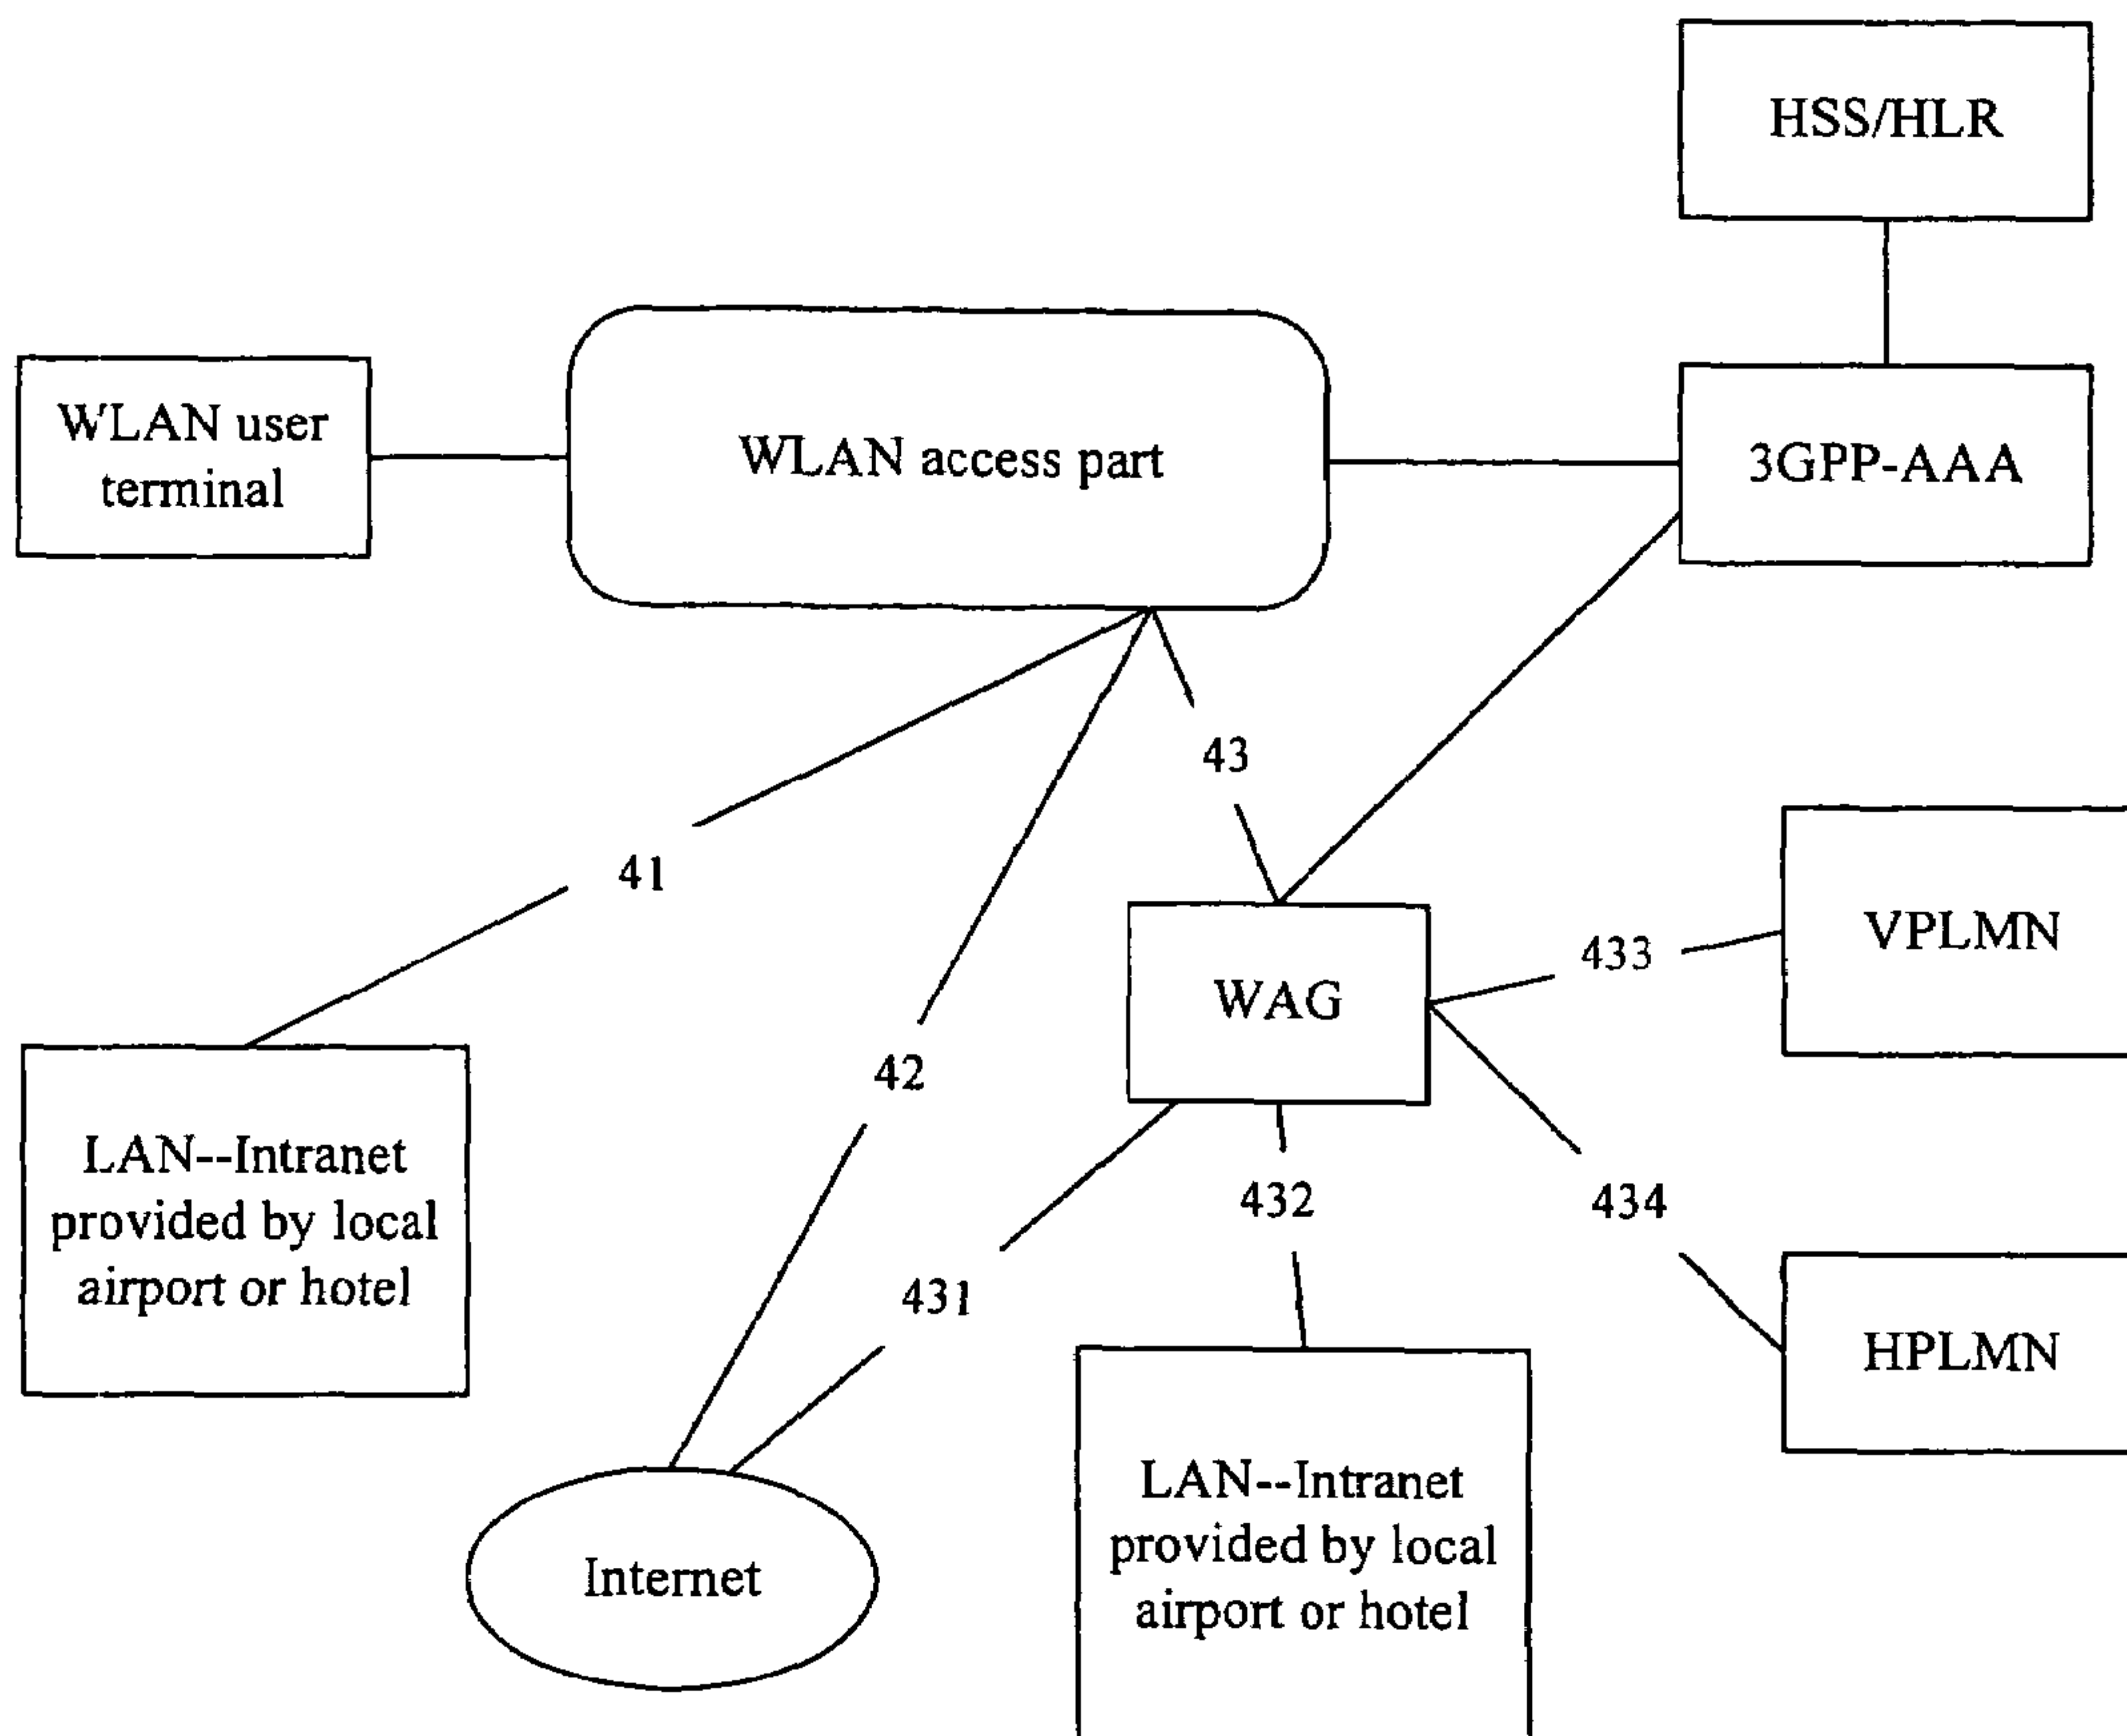 HSS/HLR
WLAN user
terminal
WLAN access part
3GPP-AAA
43
41
VPLMN
433
WAG
42
LAN--Intranet
provided by local
airport or hotel
432
434
431
HPLMN
Internet
LAN--Intranet
provided by local
airport or hotel